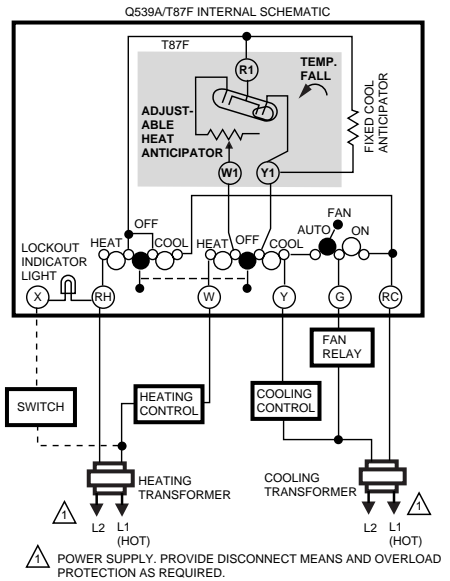 Q539A/T87F INTERNAL SCHEMATIC
T87F
R1
TEMP.
FALL
ADJUST-
ABLE
HEAT
ANTICIPATOR
FIXED COOL
ANTICIPATOR
W1
Y1
OFF
FAN
AUTO
ON
HEAT
COOL
HEAT
OFF
COOL
LOCKOUT
INDICATOR
LIGHT
X
RH
W
Y
G
RC
FAN
RELAY
SWITCH
HEATING
CONTROL
COOLING
CONTROL
HEATING
TRANSFORMER
COOLING
TRANSFORMER
1
L2
L1
(HOT)
L2
L1
(HOT)
1
1
POWER SUPPLY. PROVIDE DISCONNECT MEANS AND OVERLOAD
PROTECTION AS REQUIRED.